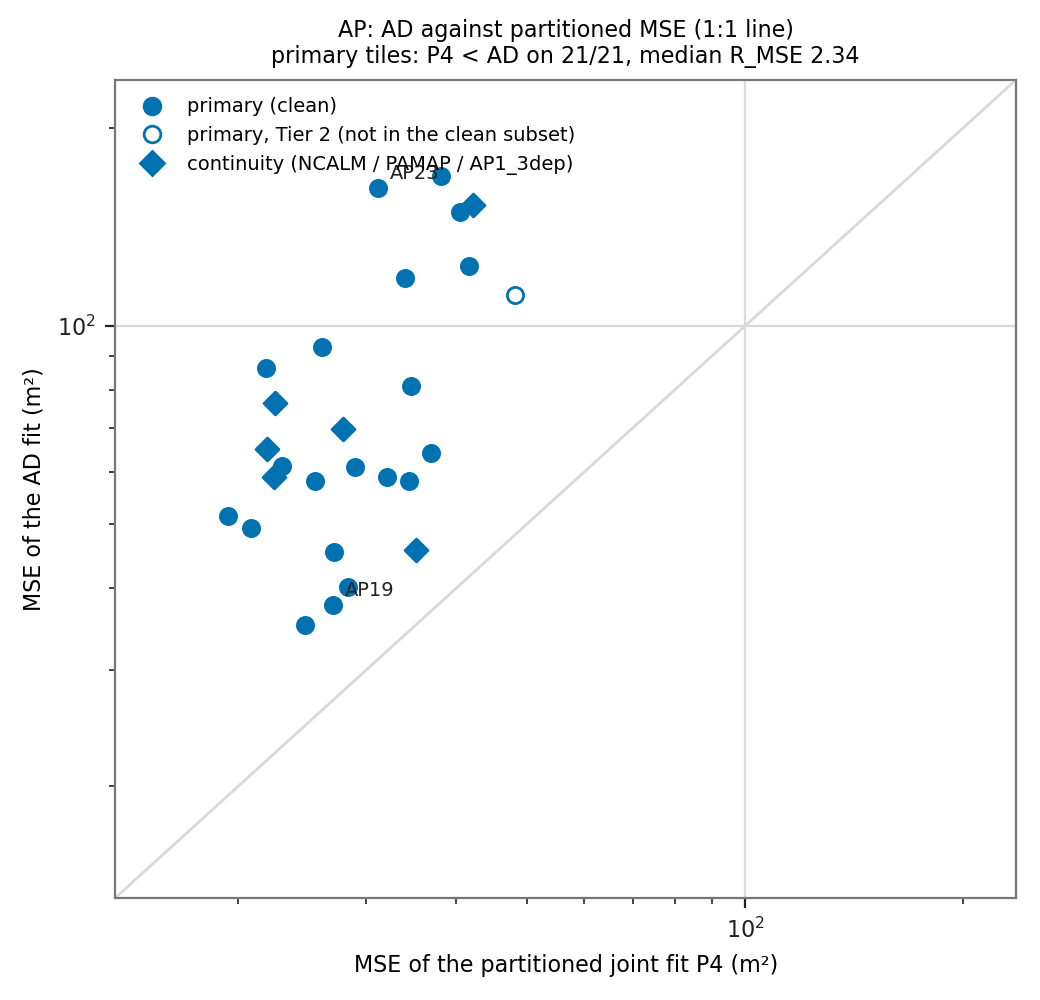 AP: AD against partitioned MSE (1:1 line)
primary tiles: P4 < AD on 21/21, median R_MSE 2.34
primary (clean)
primary, Tier 2 (not in the clean subset)
continuity (NCALM / PAMAP / AP1_3dep)
AP23
10²
AP19
MSE of the AD fit (m²)
10²
MSE of the partitioned joint fit P4 (m²)